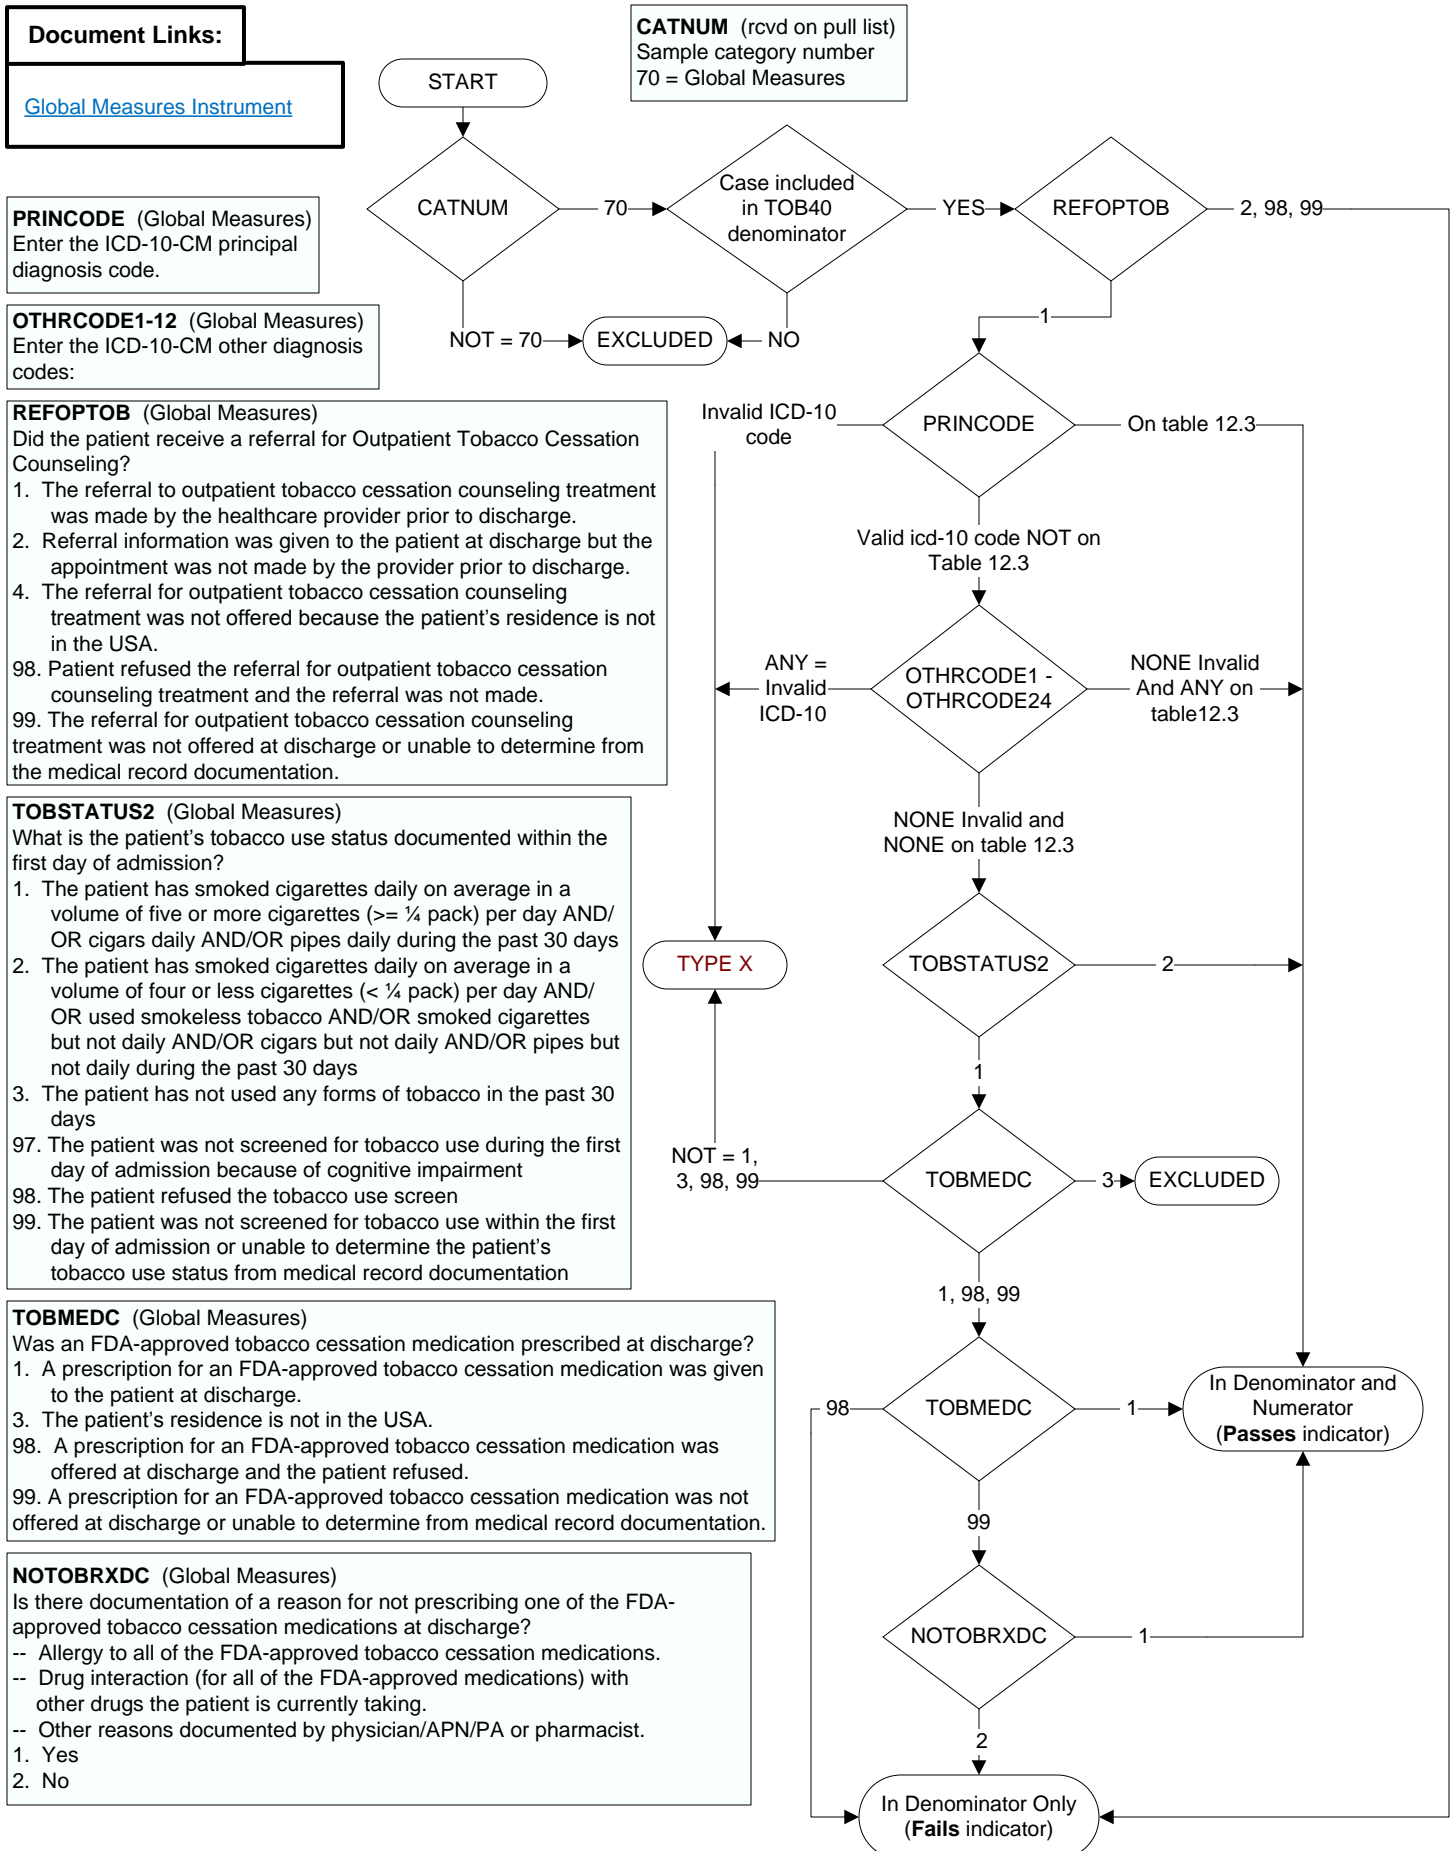 Document Links:
Global Measures Instrument
CATNUM (rcvd on pull list)
Sample category number
70 = Global Measures
START
CATNUM
70
Case included
in TOB40
denominator
YES
REFOPTOB
2, 98, 99
NOT = 70
EXCLUDED
NO
1
PRINCODE (Global Measures)
Enter the ICD-10-CM principal
diagnosis code.
OTHRCODE1-12 (Global Measures)
Enter the ICD-10-CM other diagnosis
codes:
REFOPTOB (Global Measures)
Did the patient receive a referral for Outpatient Tobacco Cessation
Counseling?
1. The referral to outpatient tobacco cessation counseling treatment
was made by the healthcare provider prior to discharge.
2. Referral information was given to the patient at discharge but the
appointment was not made by the provider prior to discharge.
4. The referral for outpatient tobacco cessation counseling
treatment was not offered because the patient's residence is not
in the USA.
98. Patient refused the referral for outpatient tobacco cessation
counseling treatment and the referral was not made.
99. The referral for outpatient tobacco cessation counseling
treatment was not offered at discharge or unable to determine from
the medical record documentation.
TOBSTATUS2 (Global Measures)
What is the patient's tobacco use status documented within the
first day of admission?
1. The patient has smoked cigarettes daily on average in a
volume of five or more cigarettes (>= ¼ pack) per day AND/
OR cigars daily AND/OR pipes daily during the past 30 days
2. The patient has smoked cigarettes daily on average in a
volume of four or less cigarettes (< ¼ pack) per day AND/
OR used smokeless tobacco AND/OR smoked cigarettes
but not daily AND/OR cigars but not daily AND/OR pipes but
not daily during the past 30 days
3. The patient has not used any forms of tobacco in the past 30
days
97. The patient was not screened for tobacco use during the first
day of admission because of cognitive impairment
98. The patient refused the tobacco use screen
99. The patient was not screened for tobacco use within the first
day of admission or unable to determine the patient's
tobacco use status from medical record documentation
TOBMEDC (Global Measures)
Was an FDA-approved tobacco cessation medication prescribed at discharge?
1. A prescription for an FDA-approved tobacco cessation medication was given
to the patient at discharge.
3. The patient's residence is not in the USA.
98. A prescription for an FDA-approved tobacco cessation medication was
offered at discharge and the patient refused.
99. A prescription for an FDA-approved tobacco cessation medication was not
offered at discharge or unable to determine from medical record documentation.
NOTOBRXDC (Global Measures)
Is there documentation of a reason for not prescribing one of the FDA-
approved tobacco cessation medications at discharge?
-- Allergy to all of the FDA-approved tobacco cessation medications.
-- Drug interaction (for all of the FDA-approved medications) with
other drugs the patient is currently taking.
-- Other reasons documented by physician/APN/PA or pharmacist.
1. Yes
2. No
Invalid ICD-10
code
PRINCODE
On table 12.3
Valid icd-10 code NOT on
Table 12.3
ANY =
Invalid
ICD-10
OTHRCODE1 -
OTHRCODE24
NONE Invalid
And ANY on
table12.3
NONE Invalid and
NONE on table 12.3
TYPE X
TOBSTATUS2
2
1
NOT = 1,
3, 98, 99
TOBMEDC
3
EXCLUDED
1, 98, 99
98
TOBMEDC
1
In Denominator and
Numerator
(Passes indicator)
99
NOTOBRXDC
1
2
In Denominator Only
(Fails indicator)